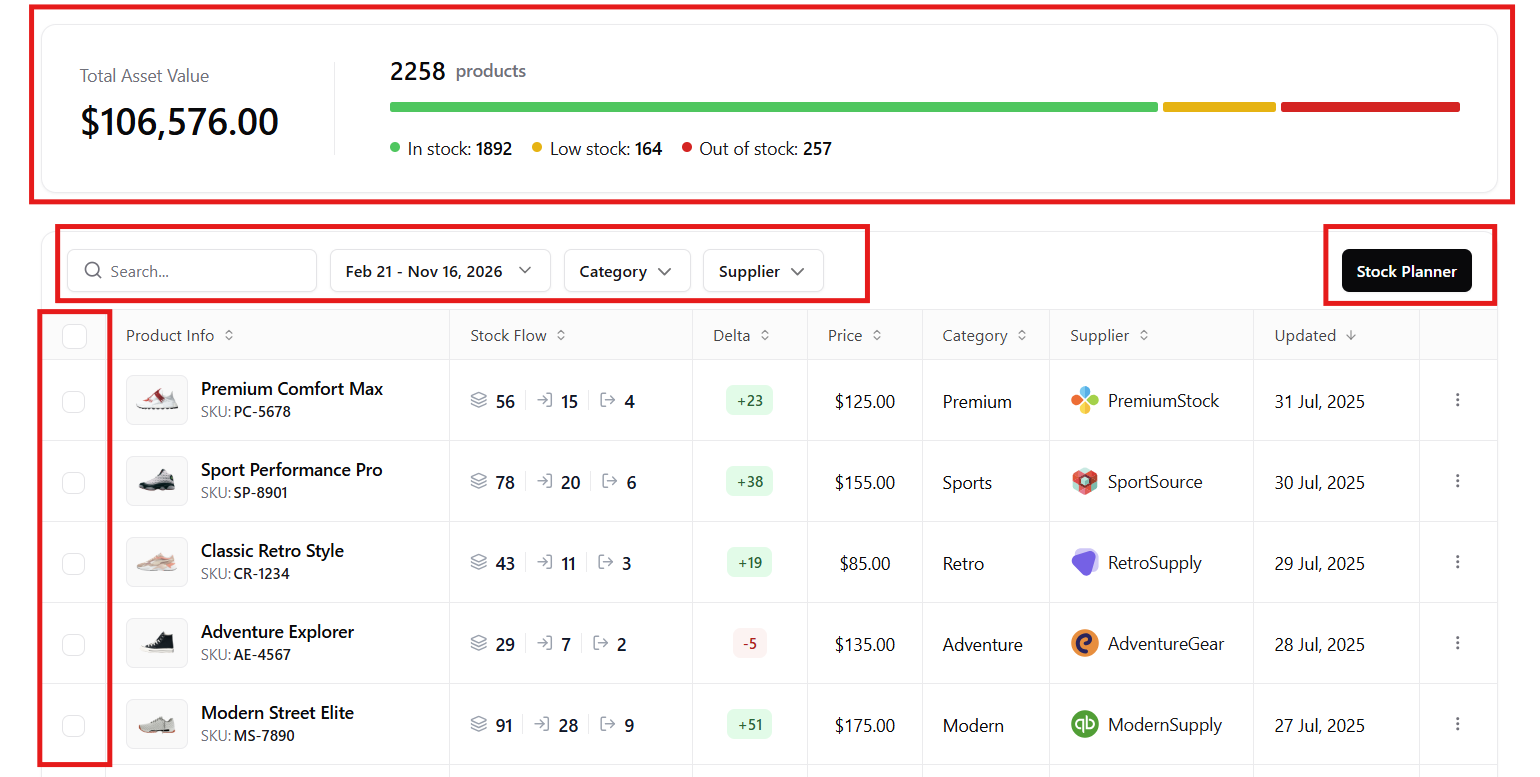 Total Asset Value
$106,576.00
2258 products
In stock: 1892 Low stock: 164 Out of stock: 257
Search... Feb 21 - Nov 16, 2026 Category Supplier Stock Planner
Product Info Stock Flow Delta Price Category Supplier Updated
Premium Comfort Max
SKU: PC-5678
56 15 4 +23 $125.00 Premium PremiumStock 31 Jul, 2025
Sport Performance Pro
SKU: SP-8901
78 20 6 +38 $155.00 Sports SportSource 30 Jul, 2025
Classic Retro Style
SKU: CR-1234
43 11 3 +19 $85.00 Retro RetroSupply 29 Jul, 2025
Adventure Explorer
SKU: AE-4567
29 7 2 -5 $135.00 Adventure AdventureGear 28 Jul, 2025
Modern Street Elite
SKU: MS-7890
91 28 9 +51 $175.00 Modern qb ModernSupply 27 Jul, 2025